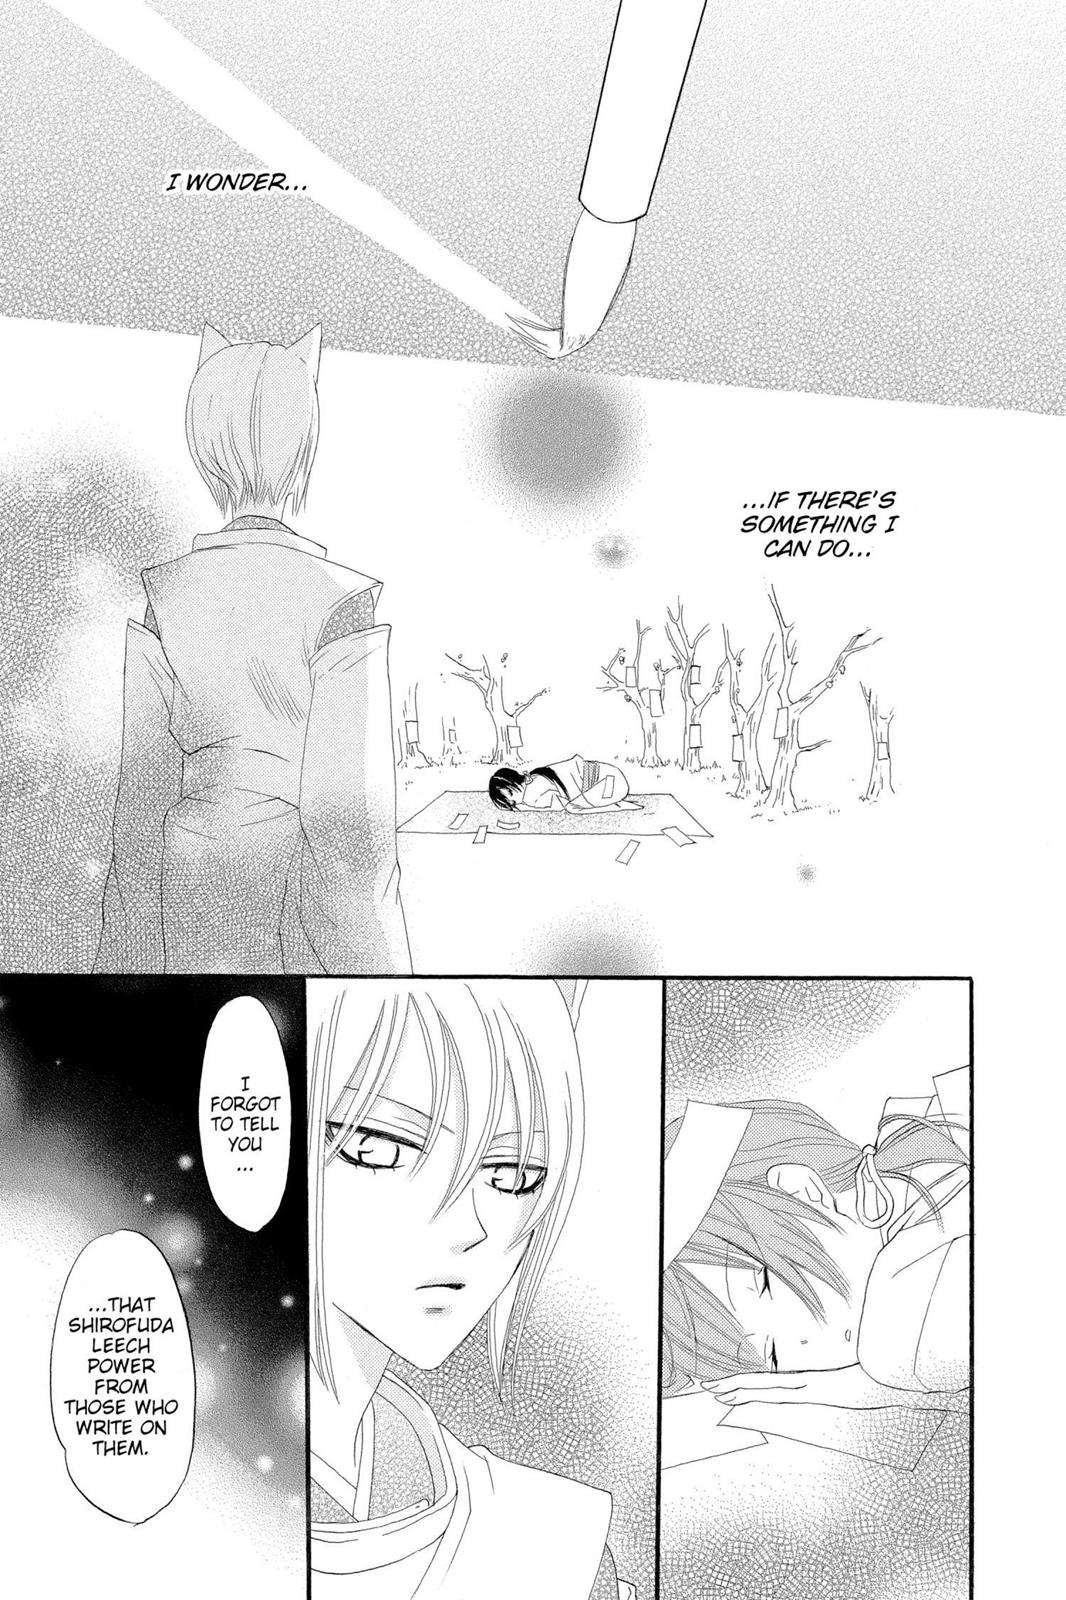 I WONDER...
...IF THERE'S
SOMETHING I
CAN DO...
I
FORGOT
TO TELL
YOU
...
...THAT
SHIROFUDA
LEECH
POWER
FROM
THOSE WHO
WRITE ON
THEM.